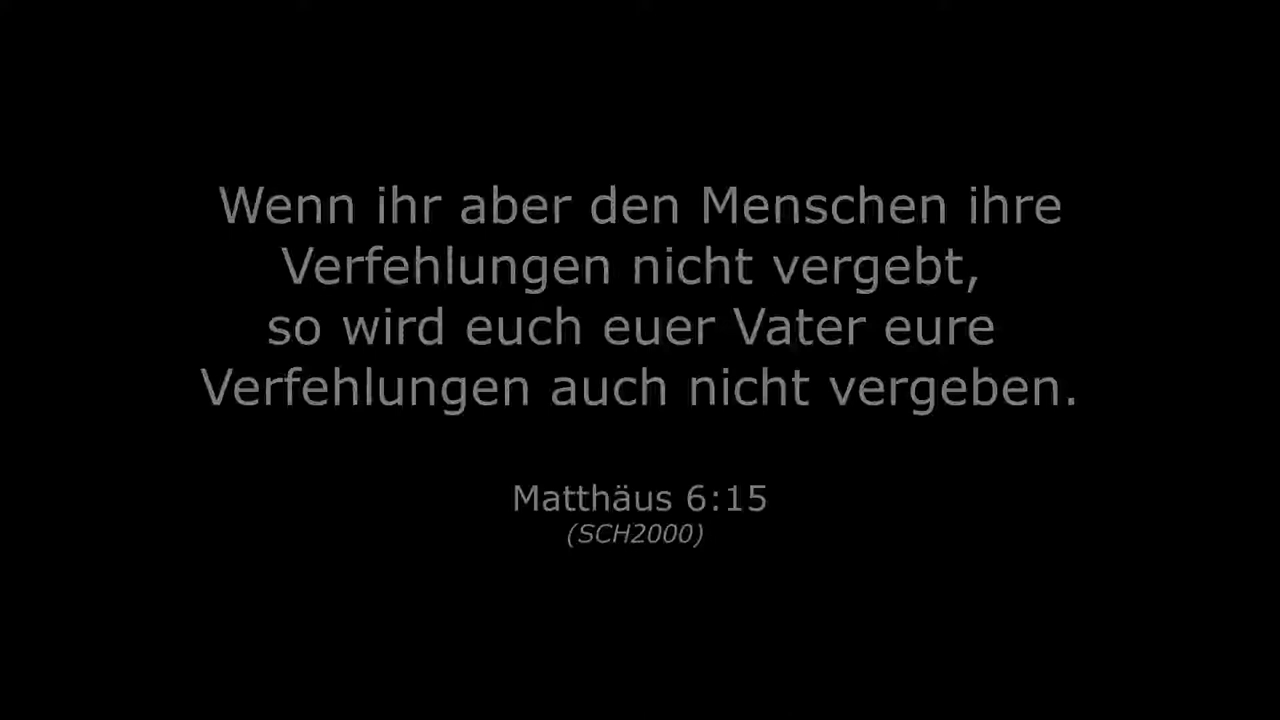 Wenn ihr aber den Menschen ihre
Verfehlungen nicht vergebt,
so wird euch euer Vater eure
Verfehlungen auch nicht vergeben.
Matthäus 6:15
(SCH2000)